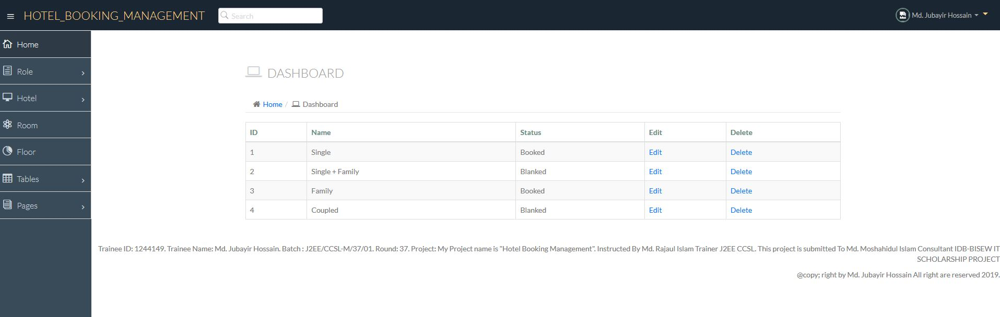 HOTEL_BOOKING_MANAGEMENT
Search
Md. Jubayir Hossain
Home
Role
Hotel
Room
Floor
Tables
Pages
DASHBOARD
Home / Dashboard
ID Name Status Edit Delete
1 Single Booked Edit Delete
2 Single + Family Blanked Edit Delete
3 Family Booked Edit Delete
4 Coupled Blanked Edit Delete
Trainee ID: 1244149. Trainee Name: Md. Jubayir Hossain. Batch : J2EE/CCSL-M/37/01. Round: 37. Project: My Project name is "Hotel Booking Management". Instructed By Md. Rajaul Islam Trainer J2EE CCSL. This project is submitted To Md. Moshahidul Islam Consultant IDB-BISEW IT
SCHOLARSHIP PROJECT
@copy; right by Md. Jubayir Hossain All right are reserved 2019.